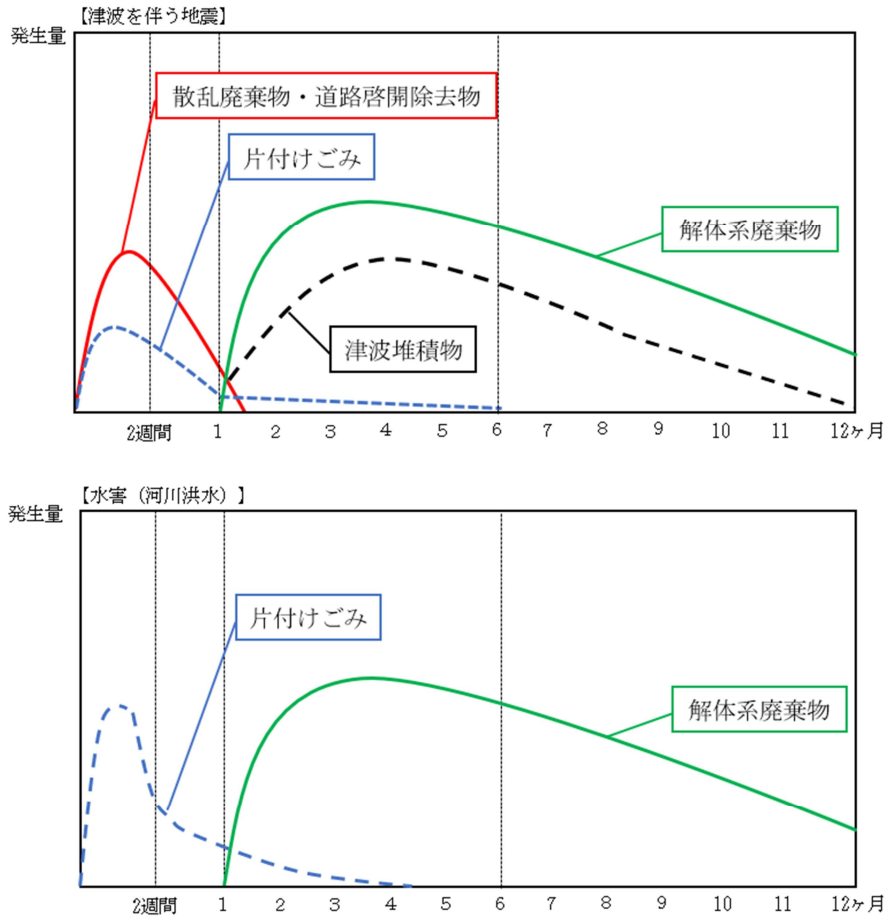 【津波を伴う地震】
発生量
散乱廃棄物・道路啓開除去物
片付けごみ
解体系廃棄物
津波堆積物
2週間 1 2 3 4 5 6 7 8 9 10 11 12ヶ月
【水害（河川洪水）】
発生量
片付けごみ
解体系廃棄物
2週間 1 2 3 4 5 6 7 8 9 10 11 12ヶ月